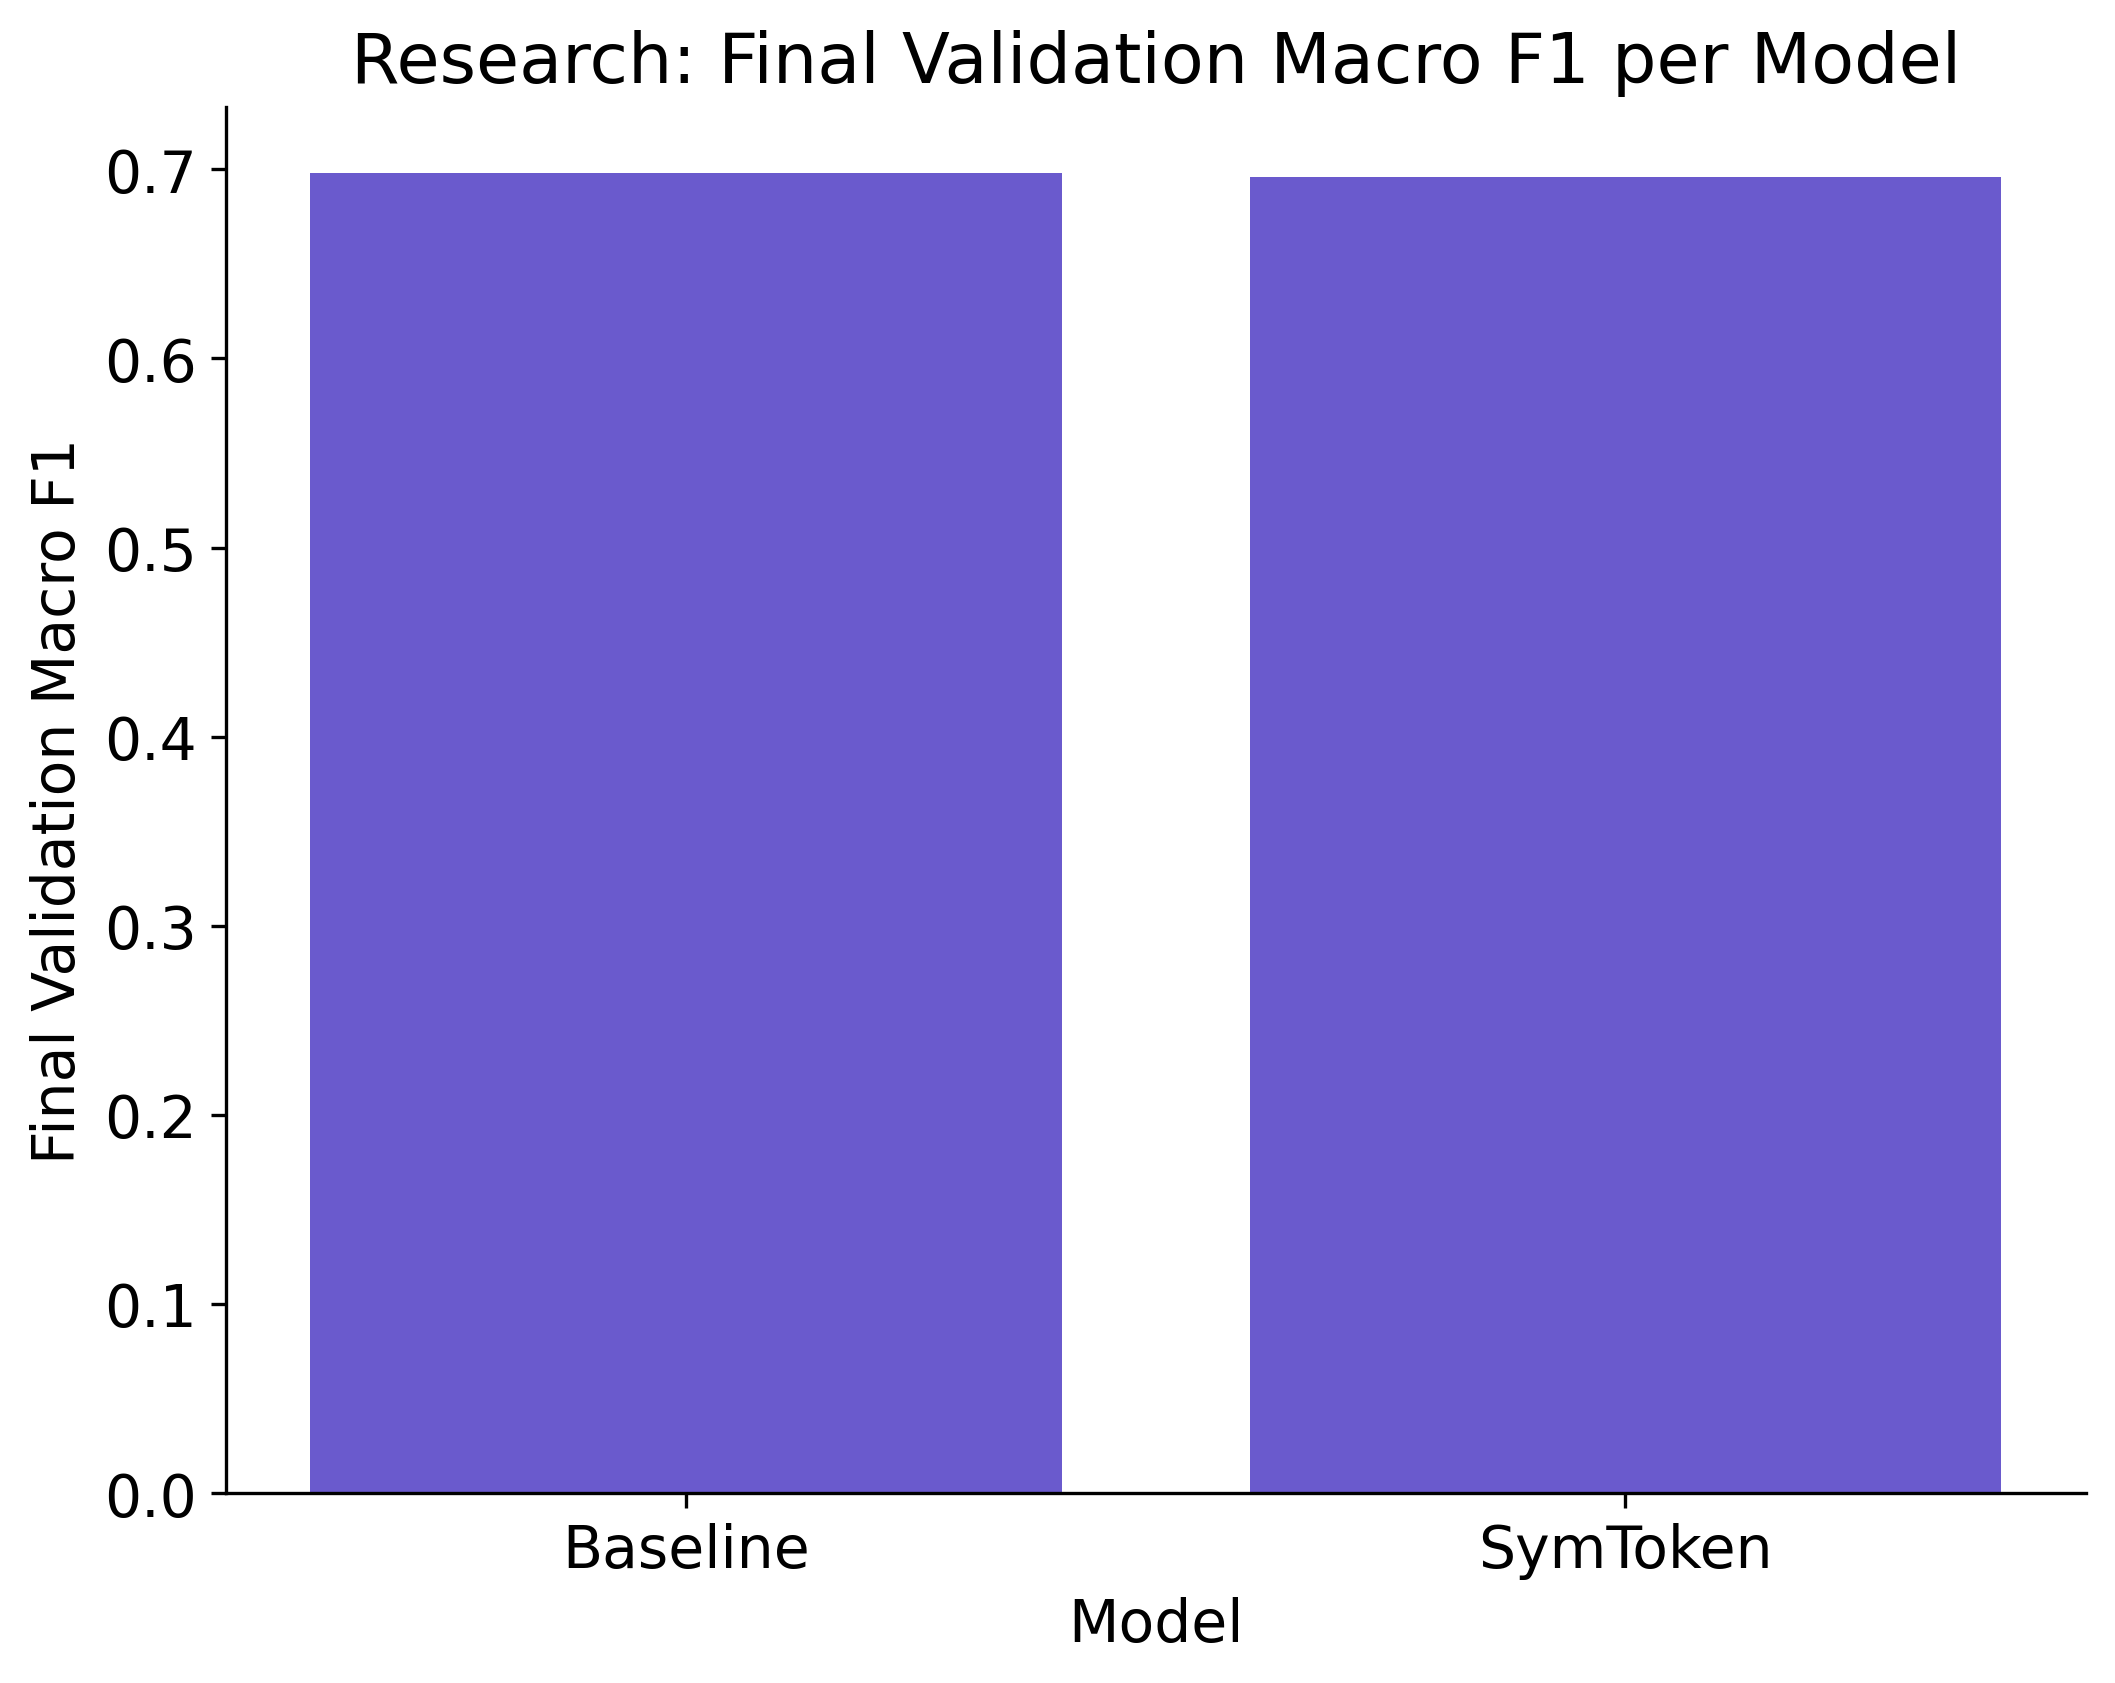 Research: Final Validation Macro F1 per Model
Final Validation Macro F1
0.7
0.6
0.5
0.4
0.3
0.2
0.1
0.0
Baseline
SymToken
Model